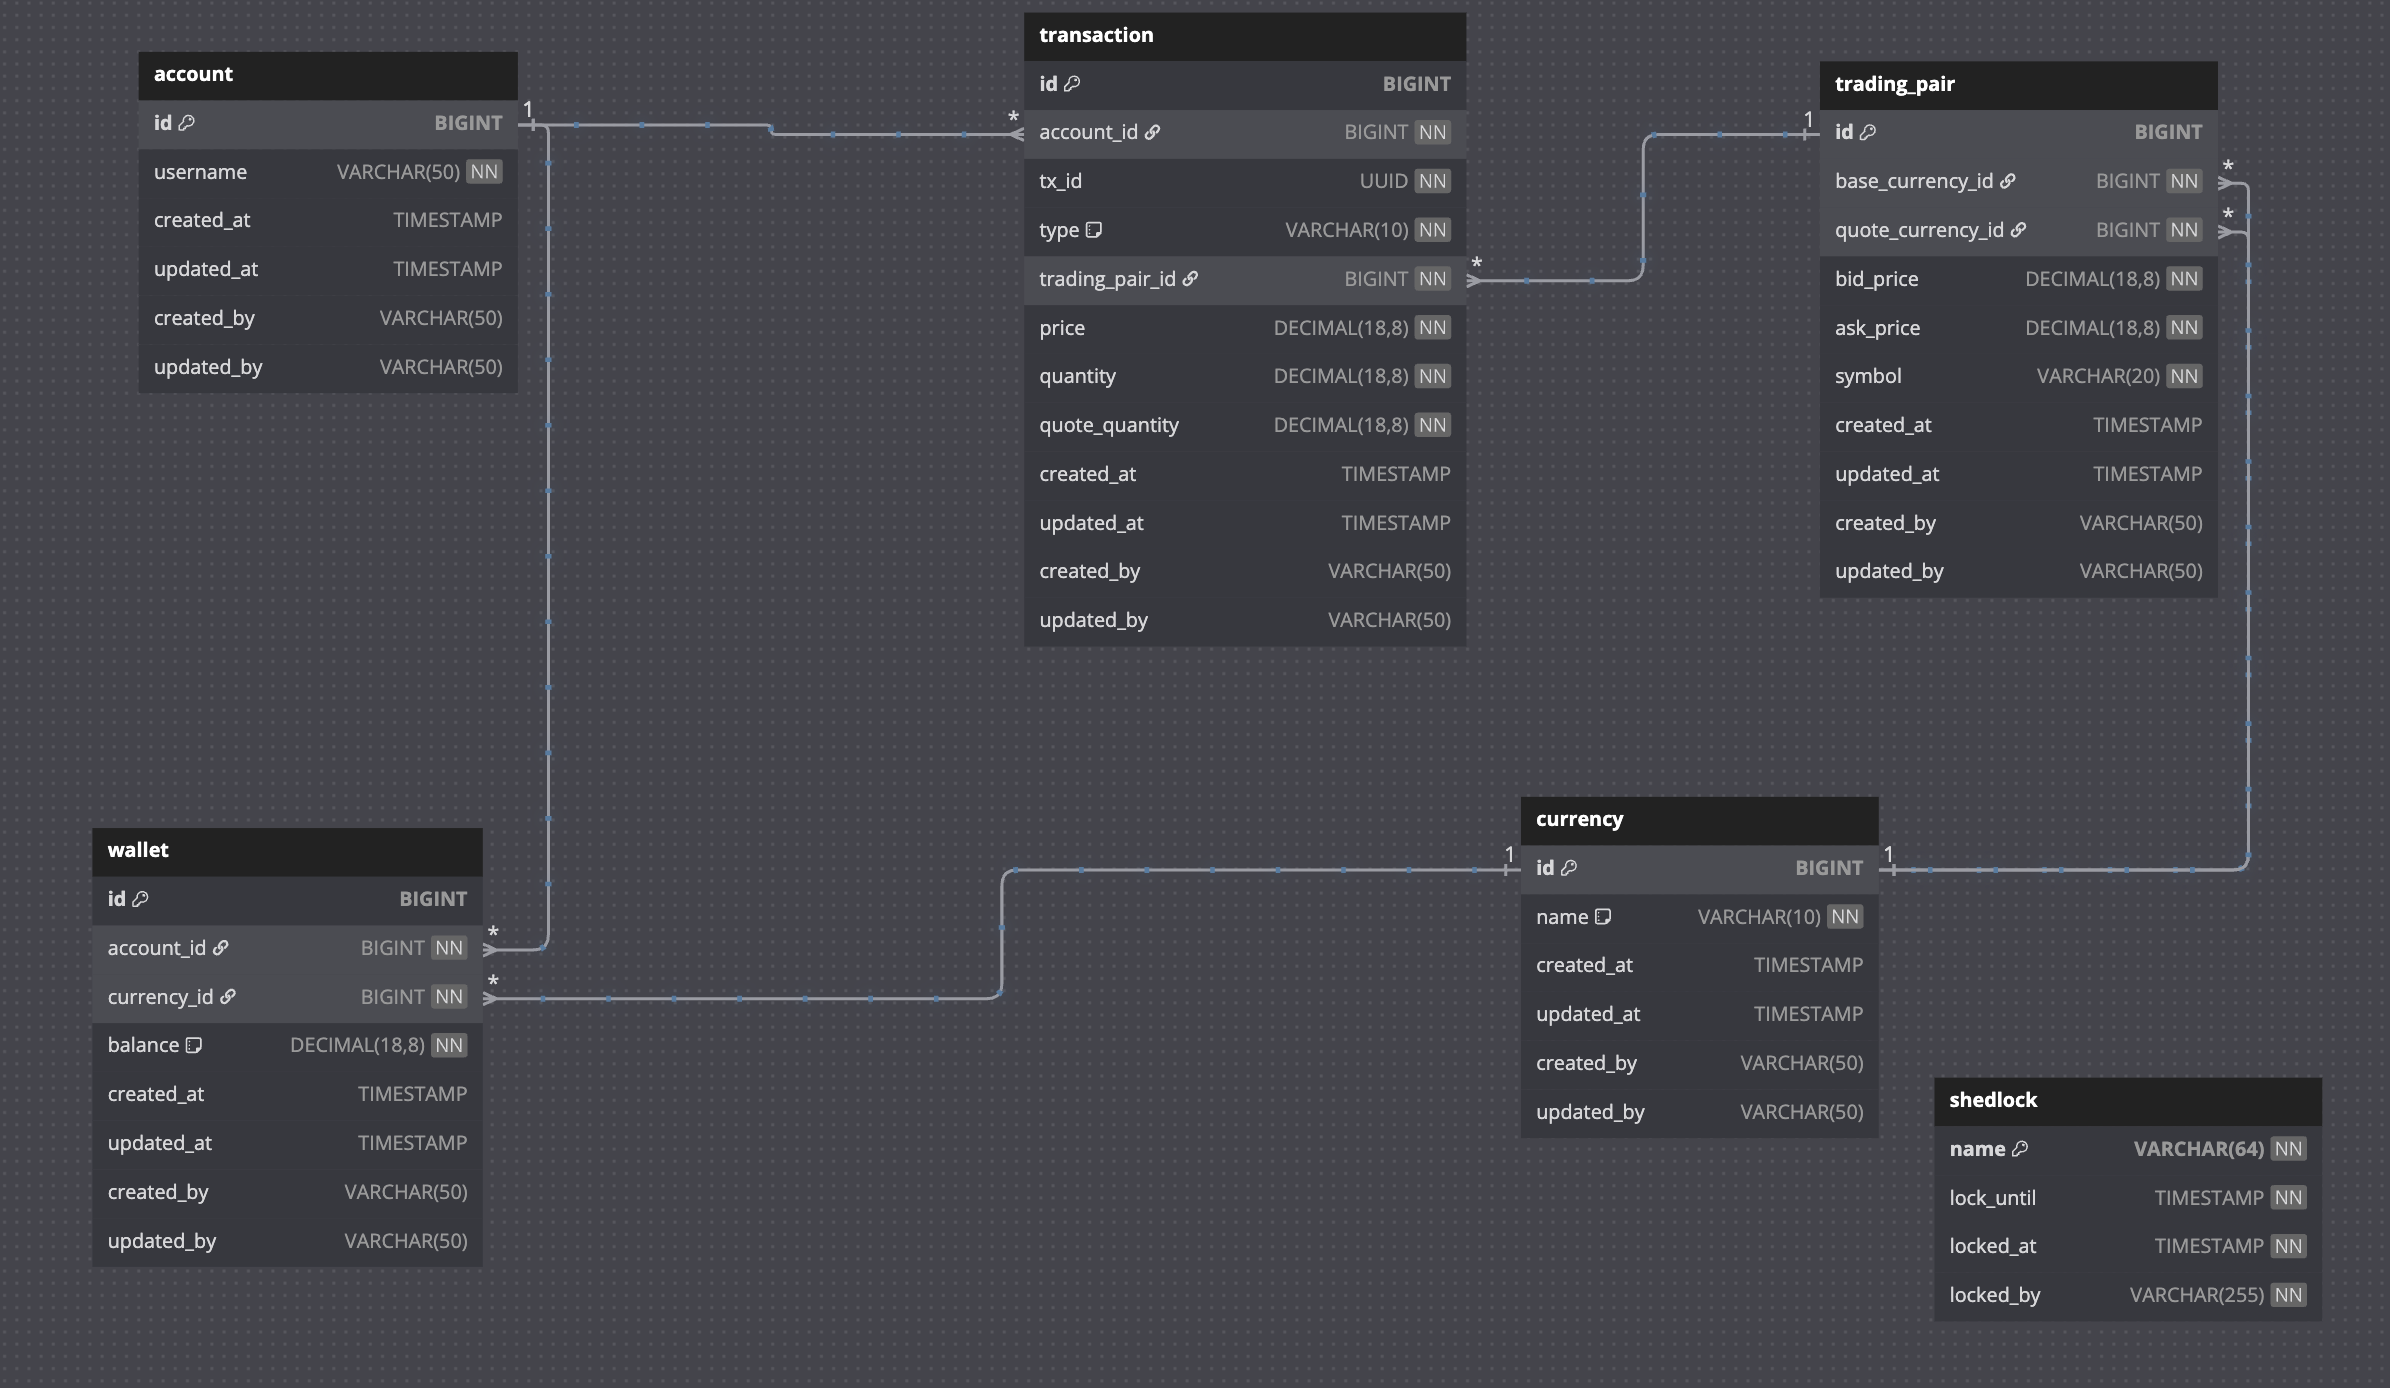 account
id BIGINT
username VARCHAR(50) NN
created_at TIMESTAMP
updated_at TIMESTAMP
created_by VARCHAR(50)
updated_by VARCHAR(50)
1
*
transaction
id BIGINT
account_id BIGINT NN
tx_id UUID NN
type VARCHAR(10) NN
trading_pair_id BIGINT NN
price DECIMAL(18,8) NN
quantity DECIMAL(18,8) NN
quote_quantity DECIMAL(18,8) NN
created_at TIMESTAMP
updated_at TIMESTAMP
created_by VARCHAR(50)
updated_by VARCHAR(50)
*
1
trading_pair
id BIGINT
base_currency_id BIGINT NN
quote_currency_id BIGINT NN
bid_price DECIMAL(18,8) NN
ask_price DECIMAL(18,8) NN
symbol VARCHAR(20) NN
created_at TIMESTAMP
updated_at TIMESTAMP
created_by VARCHAR(50)
updated_by VARCHAR(50)
*
*
wallet
id BIGINT
account_id BIGINT NN
currency_id BIGINT NN
balance DECIMAL(18,8) NN
created_at TIMESTAMP
updated_at TIMESTAMP
created_by VARCHAR(50)
updated_by VARCHAR(50)
*
*
1
currency
id BIGINT
name VARCHAR(10) NN
created_at TIMESTAMP
updated_at TIMESTAMP
created_by VARCHAR(50)
updated_by VARCHAR(50)
1
shedlock
name VARCHAR(64) NN
lock_until TIMESTAMP NN
locked_at TIMESTAMP NN
locked_by VARCHAR(255) NN